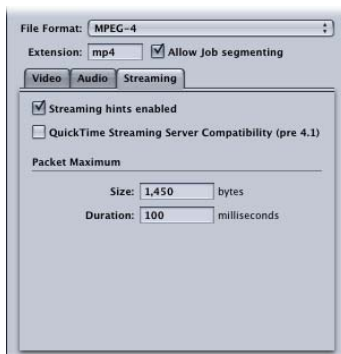 File Format: MPEG-4
Extension: mp4 Allow Job segmenting
Video Audio Streaming
Streaming hints enabled
QuickTime Streaming Server Compatibility (pre 4.1)
Packet Maximum
Size: 1,450 bytes
Duration: 100 milliseconds